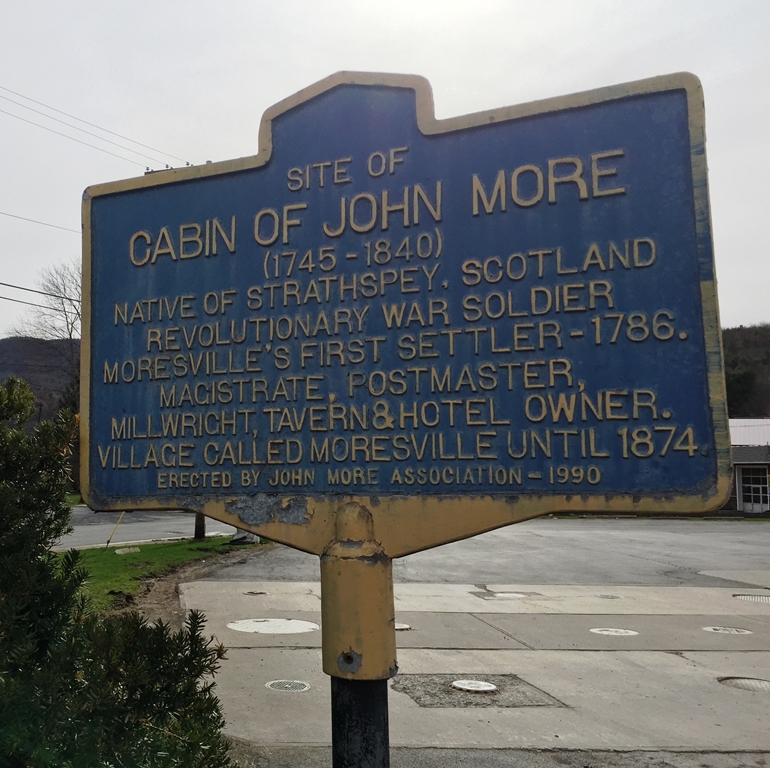 SITE OF
CABIN OF JOHN MORE
(1745-1840)
NATIVE OF STRATHSPEY, SCOTLAND
REVOLUTIONARY WAR SOLDIER
MORESVILLE'S FIRST SETTLER-1786.
MAGISTRATE, POSTMASTER,
MILLWRIGHT, TAVERN & HOTEL OWNER.
VILLAGE CALLED MORESVILLE UNTIL 1874.
ERECTED BY JOHN MORE ASSOCIATION-1990